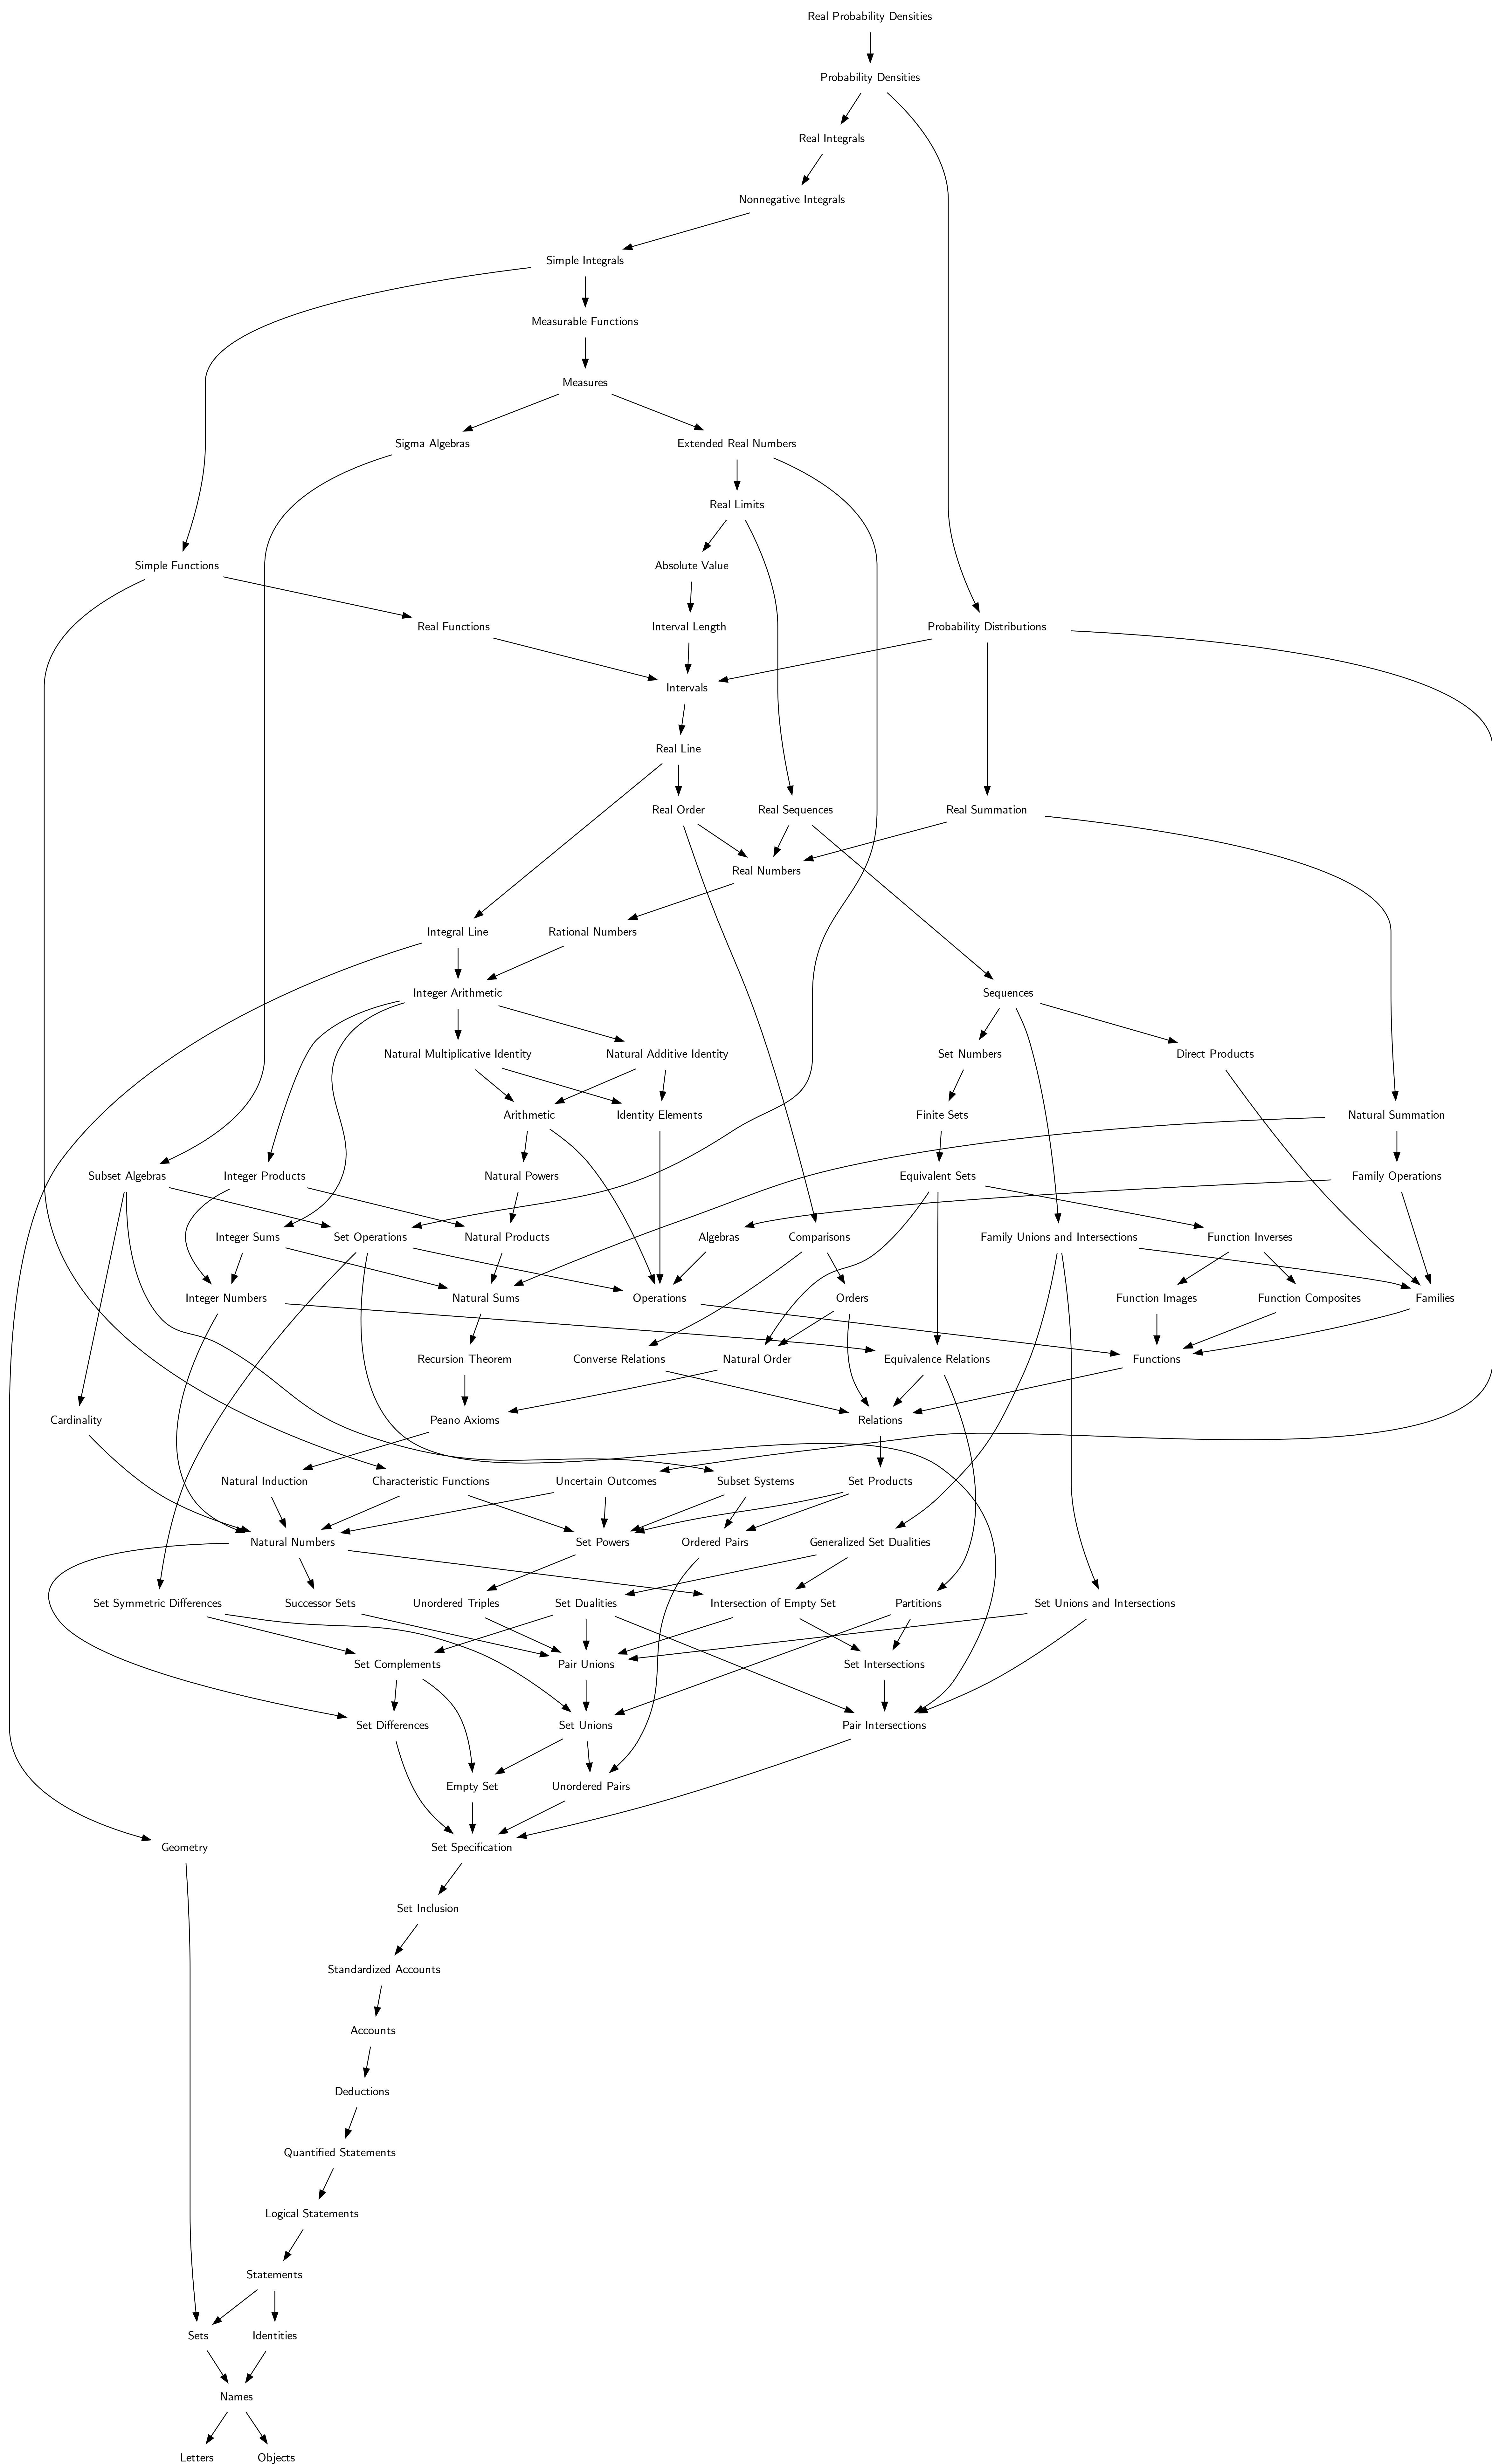 Real Probability Densities
Probability Densities
Real Integrals
Nonnegative Integrals
Simple Integrals
Measurable Functions
Measures
Sigma Algebras
Extended Real Numbers
Real Limits
Simple Functions
Absolute Value
Real Functions
Interval Length
Probability Distributions
Intervals
Real Line
Real Order
Real Sequences
Real Summation
Real Numbers
Integral Line
Rational Numbers
Integer Arithmetic
Sequences
Natural Multiplicative Identity
Natural Additive Identity
Set Numbers
Direct Products
Arithmetic
Identity Elements
Finite Sets
Natural Summation
Subset Algebras
Integer Products
Natural Powers
Equivalent Sets
Family Operations
Integer Sums
Set Operations
Natural Products
Algebras
Comparisons
Family Unions and Intersections
Function Inverses
Integer Numbers
Natural Sums
Operations
Orders
Function Images
Function Composites
Families
Recursion Theorem
Converse Relations
Natural Order
Equivalence Relations
Functions
Cardinality
Peano Axioms
Relations
Natural Induction
Characteristic Functions
Uncertain Outcomes
Subset Systems
Set Products
Natural Numbers
Set Powers
Ordered Pairs
Generalized Set Dualities
Set Symmetric Differences
Successor Sets
Unordered Triples
Set Dualities
Intersection of Empty Set
Partitions
Set Unions and Intersections
Set Complements
Pair Unions
Set Intersections
Set Differences
Set Unions
Pair Intersections
Empty Set
Unordered Pairs
Geometry
Set Specification
Set Inclusion
Standardized Accounts
Accounts
Deductions
Quantified Statements
Logical Statements
Statements
Sets
Identities
Names
Letters
Objects